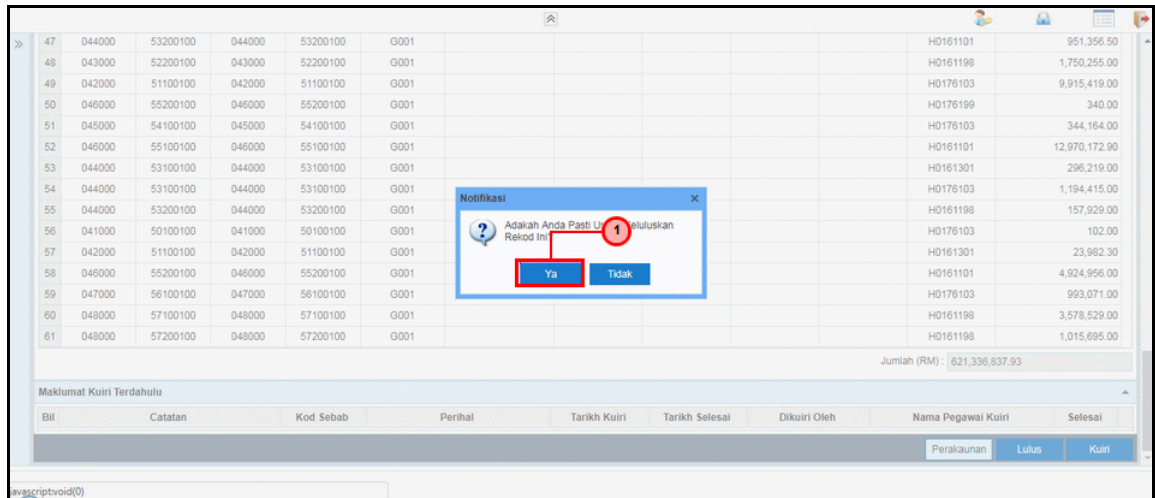 47 044000 53200100 044000 53200100 G001 H0161101 951,356.50
48 043000 52200100 043000 52200100 G001 H0161198 1,750,255.00
49 042000 51100100 042000 51100100 G001 H0176103 9,915,419.00
50 046000 55200100 046000 55200100 G001 H0176199 340.00
51 045000 54100100 045000 54100100 G001 H0176103 344,164.00
52 046000 55100100 046000 55100100 G001 H0161101 12,970,172.90
53 044000 53100100 044000 53100100 G001 H0161301 296,219.00
54 044000 53100100 044000 53100100 G001 H0176103 1,194,415.00
55 044000 53200100 044000 53200100 G001 H0161198 157,929.00
56 041000 50100100 041000 50100100 G001 H0176103 102.00
57 042000 51100100 042000 51100100 G001 H0161301 23,982.30
58 046000 55200100 046000 55200100 G001 H0161101 4,924,956.00
59 047000 56100100 047000 56100100 G001 H0176103 993,071.00
60 048000 57100100 048000 57100100 G001 H0161198 3,578,529.00
61 048000 57200100 048000 57200100 G001 H0161198 1,015,695.00
Notifikasi ×
Adakah Anda Pasti
Rekod Ini?
1
Ya Tidak
Jumlah (RM) : 621,336,837.93
Maklumat Kuiri Terdahulu
Bil Catatan Kod Sebab Perihal Tarikh Kuiri Tarikh Selesai Dikuiri Oleh Nama Pegawai Kuiri Selesai
Perakaunan Lulus Kuiri
avascript:void(0)